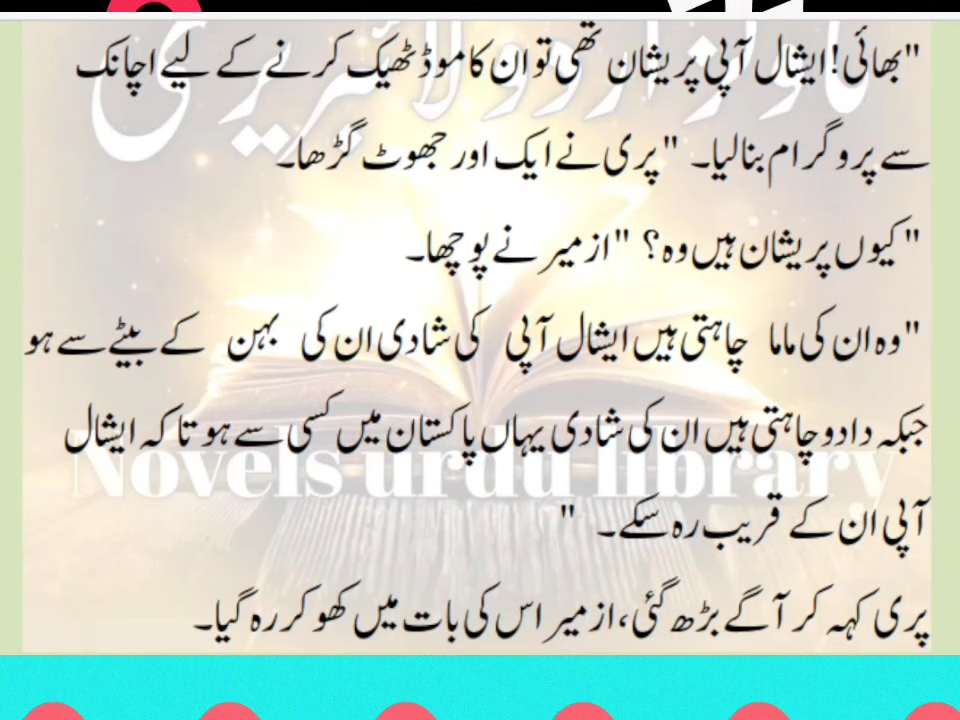 "بھائی! ایشال آپی پریشان تھی تو ان کا موڈ ٹھیک کرنے کے لیے اچانک
سے پروگرام بنالیا۔ "پری نے ایک اور جھوٹ گڑھا۔
"کیوں پریشان ہیں وہ؟ "ازمیر نے پوچھا۔
"وہ ان کی ماما چاہتی ہیں ایشال آپی کی شادی ان کی بہن کے بیٹے سے ہو
جبکہ دادو چاہتی ہیں ان کی شادی یہاں پاکستان میں کسی سے ہو تاکہ ایشال
Novels urdu library
آپی ان کے قریب رہ سکے۔ "
پری کہہ کر آگے بڑھ گئی، ازمیر اس کی بات میں کھو کر رہ گیا۔